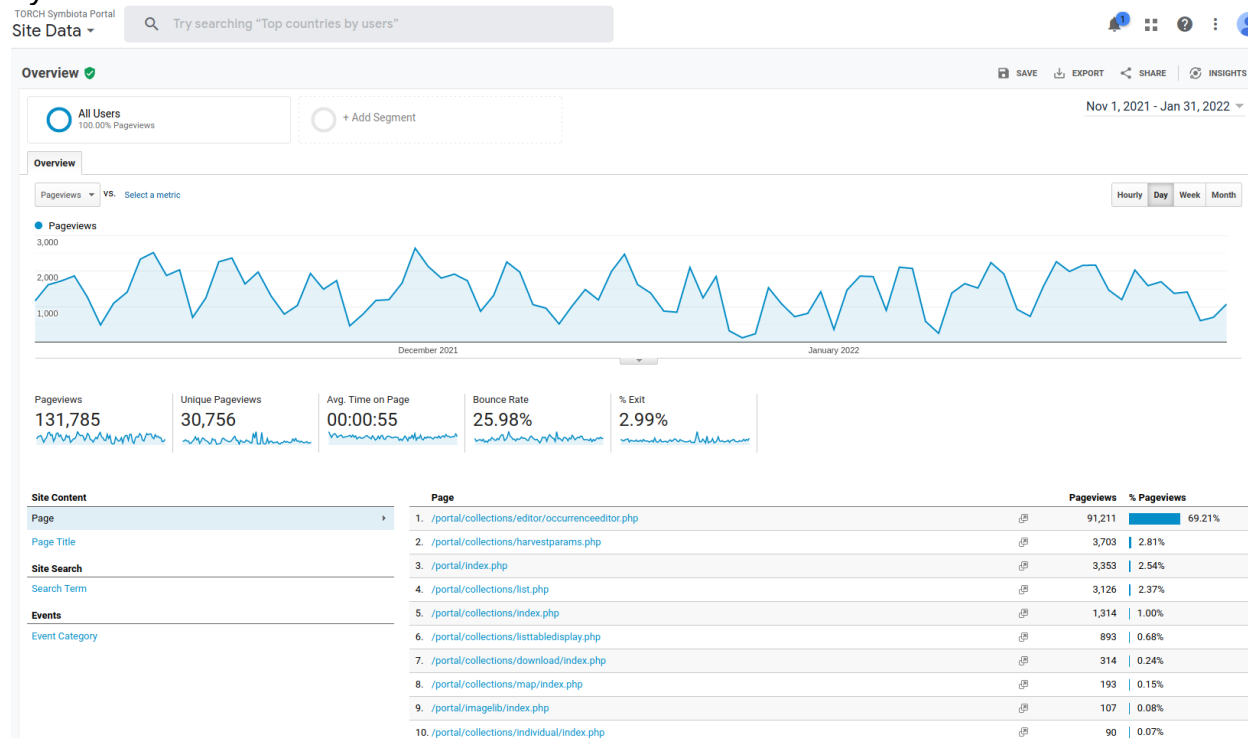 TORCH Symbiota Portal
Site Data
Try searching “Top countries by users”
1
Overview
SAVE EXPORT SHARE INSIGHTS
All Users
100.00% Pageviews
+ Add Segment
Nov 1, 2021 - Jan 31, 2022
Overview
Pageviews VS. Select a metric
Hourly Day Week Month
Pageviews
3,000
2,000
1,000
December 2021 January 2022
Pageviews Unique Pageviews Avg. Time on Page Bounce Rate % Exit
131,785 30,756 00:00:55 25.98% 2.99%
Site Content
Page
Page Title
Site Search
Search Term
Events
Event Category
Page Pageviews % Pageviews
1. /portal/collections/editor/occurrenceeditor.php 91,211 69.21%
2. /portal/collections/harvestparams.php 3,703 2.81%
3. /portal/index.php 3,353 2.54%
4. /portal/collections/list.php 3,126 2.37%
5. /portal/collections/index.php 1,314 1.00%
6. /portal/collections/listtabledisplay.php 893 0.68%
7. /portal/collections/download/index.php 314 0.24%
8. /portal/collections/map/index.php 193 0.15%
9. /portal/imagelib/index.php 107 0.08%
10. /portal/collections/individual/index.php 90 0.07%